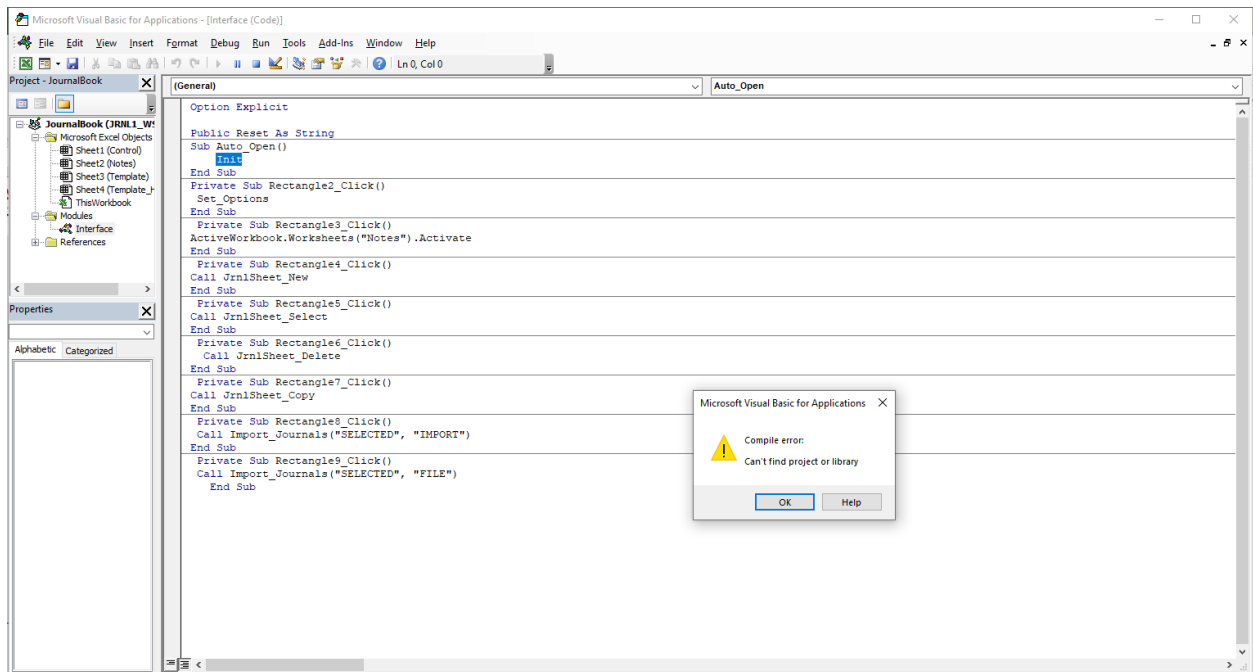 Microsoft Visual Basic for Applications - [Interface (Code)]
File Edit View Insert Format Debug Run Tools Add-Ins Window Help
Ln 0, Col 0
Project - JournalBook
(General)
Auto_Open
JournalBook (JRNL1_WS
Microsoft Excel Objects
Sheet1 (Control)
Sheet2 (Notes)
Sheet3 (Template)
Sheet4 (Template_H
ThisWorkbook
Modules
Interface
References
Properties
Alphabetic Categorized
Option Explicit
Public Reset As String
Sub Auto_Open()
Init
End Sub
Private Sub Rectangle2_Click()
Set_Options
End Sub
Private Sub Rectangle3_Click()
ActiveWorkbook.Worksheets("Notes").Activate
End Sub
Private Sub Rectangle4_Click()
Call JrnlSheet_New
End Sub
Private Sub Rectangle5_Click()
Call JrnlSheet_Select
End Sub
Private Sub Rectangle6_Click()
Call JrnlSheet_Delete
End Sub
Private Sub Rectangle7_Click()
Call JrnlSheet_Copy
End Sub
Private Sub Rectangle8_Click()
Call Import_Journals("SELECTED", "IMPORT")
End Sub
Private Sub Rectangle9_Click()
Call Import_Journals("SELECTED", "FILE")
End Sub
Microsoft Visual Basic for Applications
Compile error:
Can't find project or library
OK Help